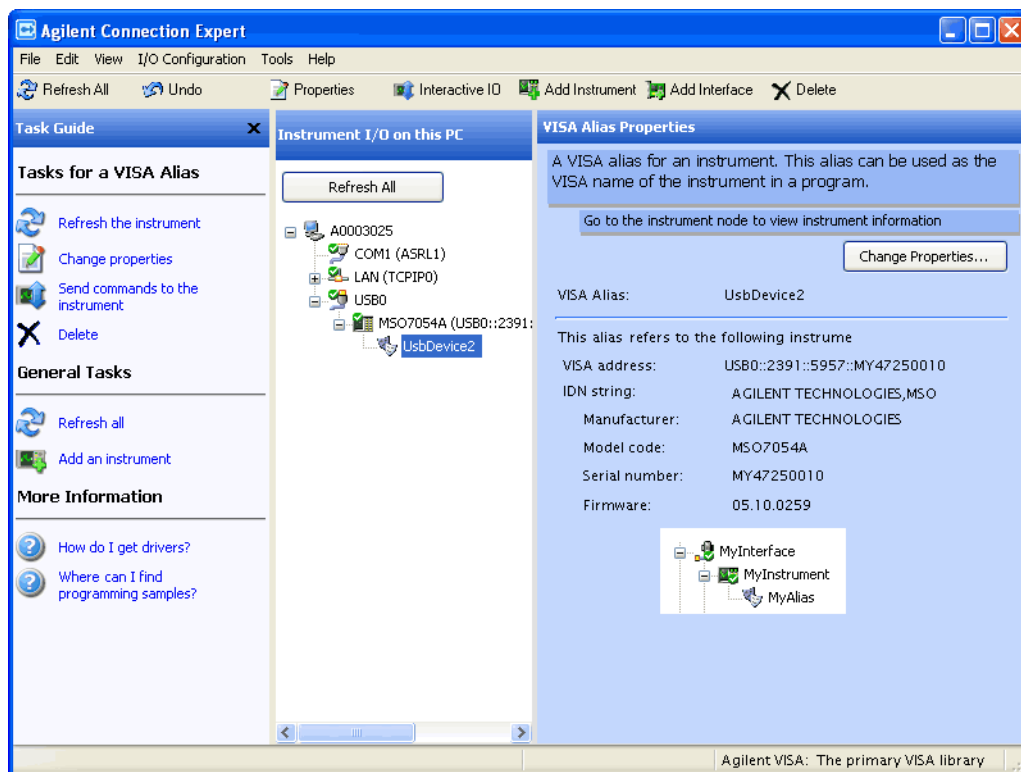 Agilent Connection Expert
File Edit View I/O Configuration Tools Help
Refresh All Undo Properties Interactive IO Add Instrument Add Interface Delete
Task Guide
Tasks for a VISA Alias
Refresh the instrument
Change properties
Send commands to the
instrument
Delete
General Tasks
Refresh all
Add an instrument
More Information
How do I get drivers?
Where can I find
programming samples?
Instrument I/O on this PC
Refresh All
A0003025
COM1 (ASRL1)
LAN (TCPIP0)
USB0
MSO7054A (USB0::2391:
UsbDevice2
VISA Alias Properties
A VISA alias for an instrument. This alias can be used as the
VISA name of the instrument in a program.
Go to the instrument node to view instrument information
Change Properties...
VISA Alias: UsbDevice2
This alias refers to the following instrume
VISA address: USB0::2391::5957::MY47250010
IDN string: AGILENT TECHNOLOGIES,MSO
Manufacturer: AGILENT TECHNOLOGIES
Model code: MSO7054A
Serial number: MY47250010
Firmware: 05.10.0259
MyInterface
MyInstrument
MyAlias
Agilent VISA: The primary VISA library